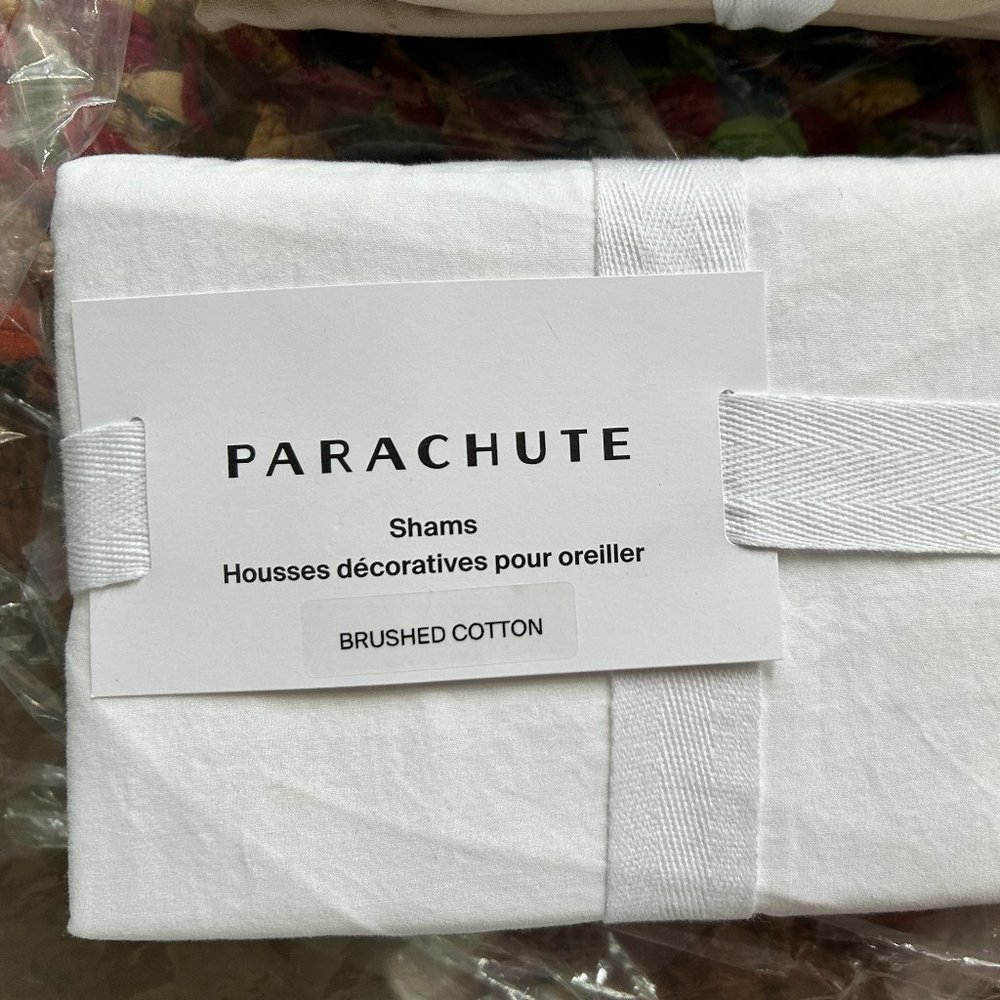 PARACHUTE
Shams
Housses décoratives pour oreiller
BRUSHED COTTON